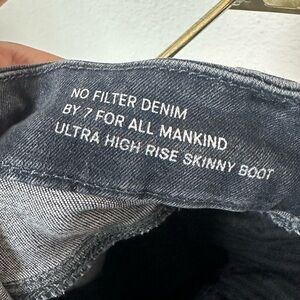 NO FILTER DENIM
BY 7 FOR ALL MANKIND
ULTRA HIGH RISE SKINNY BOOT